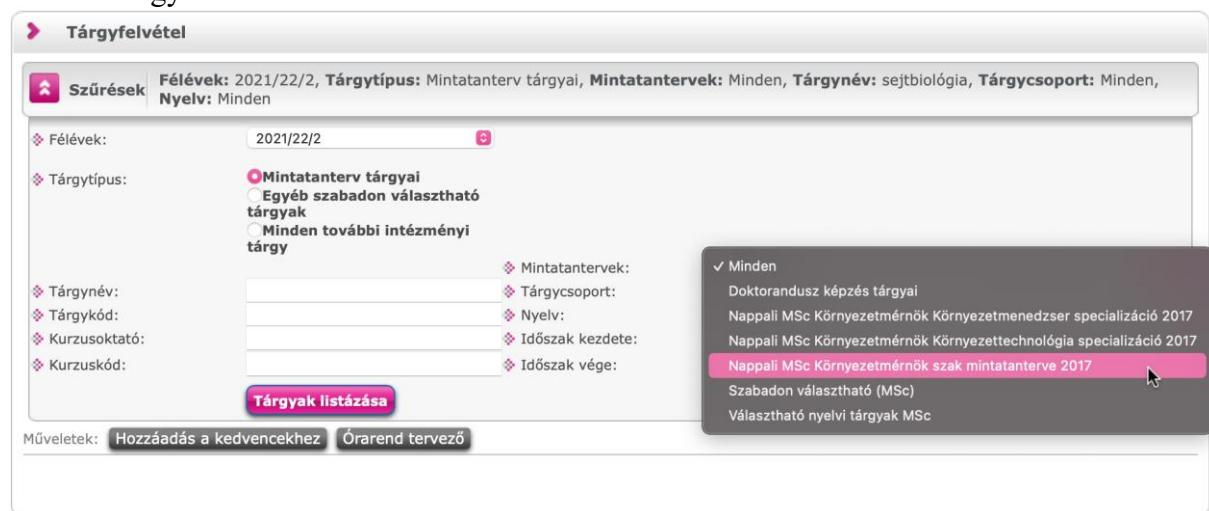 Tárgyfelvétel
Szűrések
Félévek: 2021/22/2, Tárgytípus: Mintatanterv tárgyai, Mintatantervek: Minden, Tárgynév: sejtbiológia, Tárgycsoport: Minden,
Nyelv: Minden
Félévek: 2021/22/2
Tárgytípus: Mintatanterv tárgyai
Egyéb szabadon választható
tárgyak
Minden további intézményi
tárgy
Mintatantervek: ✓ Minden
Tárgynév: Tárgycsoport: Doktorandusz képzés tárgyai
Tárgykód: Nyelv: Nappali MSc Környezetmérnök Környezetmenedzser specializáció 2017
Kurzusoktató: Időszak kezdete: Nappali MSc Környezetmérnök Környezettechnológia specializáció 2017
Kurzuskód: Időszak vége: Nappali MSc Környezetmérnök szak mintatanterve 2017
Szabadon választható (MSc)
Tárgyak listázása
Választható nyelvi tárgyak MSc
Műveletek: Hozzáadás a kedvencekhez Órarend tervező